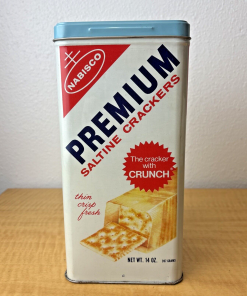 NABISCO
PREMIUM
SALTINE CRACKERS
The cracker
with
CRUNCH
thin
crisp
fresh
NET WT. 14 OZ.